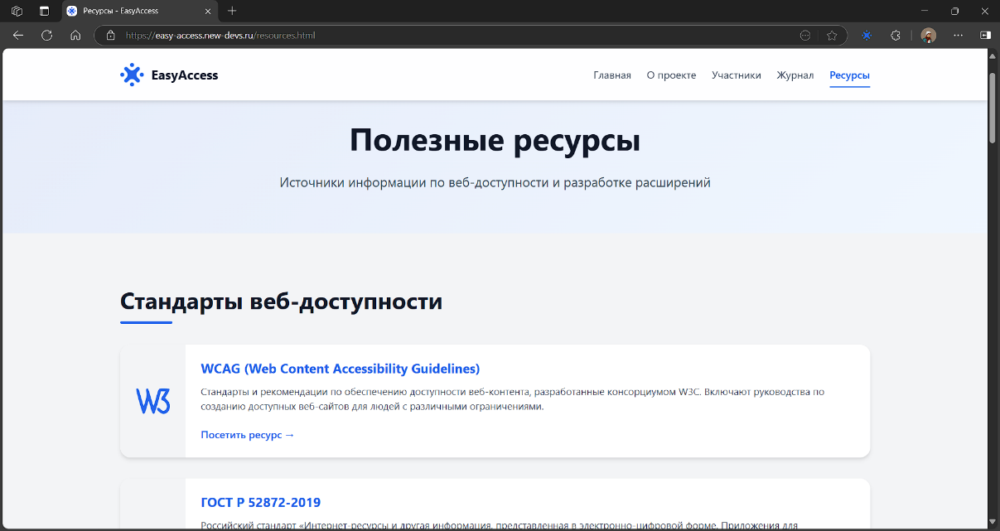 Ресурсы - EasyAccess
https://easy-access.new-devs.ru/resources.html
EasyAccess
Главная О проекте Участники Журнал Ресурсы
Полезные ресурсы
Источники информации по веб-доступности и разработке расширений
Стандарты веб-доступности
W3
WCAG (Web Content Accessibility Guidelines)
Стандарты и рекомендации по обеспечению доступности веб-контента, разработанные консорциумом W3C. Включают руководства по
созданию доступных веб-сайтов для людей с различными ограничениями.
Посетить ресурс →
ГОСТ Р 52872-2019
Российский стандарт «Интернет-ресурсы и другая информация, представленная в электронно-цифровой форме. Приложения для